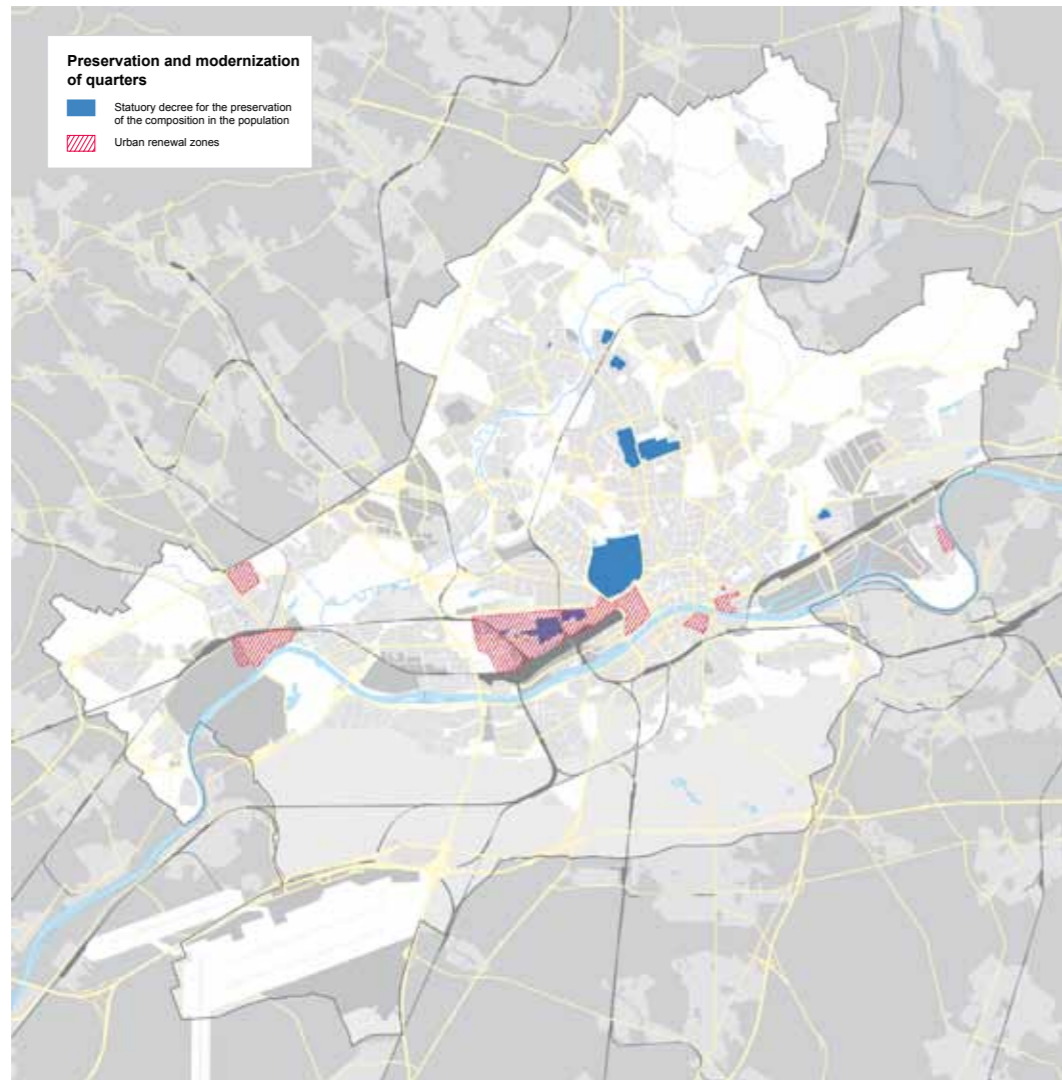 Preservation and modernization
of quarters
Statuory decree for the preservation
of the composition in the population
Urban renewal zones